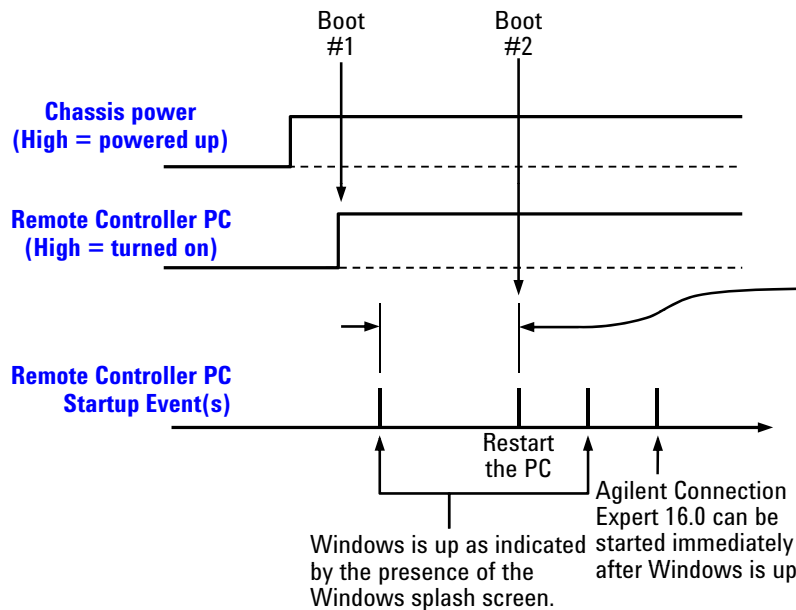 Boot
#1
Boot
#2
Chassis power
(High = powered up)
Remote Controller PC
(High = turned on)
Remote Controller PC
Startup Event(s)
Restart
the PC
Windows is up as indicated
by the presence of the
Windows splash screen.
Agilent Connection
Expert 16.0 can be
started immediately
after Windows is up